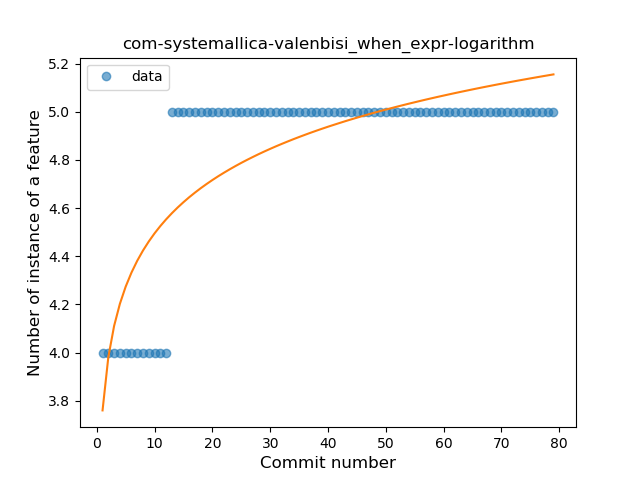 com-systemallica-valenbisi_when_expr-logarithm
data
Number of instance of a feature
5.2
5.0
4.8
4.6
4.4
4.2
4.0
3.8
0 10 20 30 40 50 60 70 80
Commit number